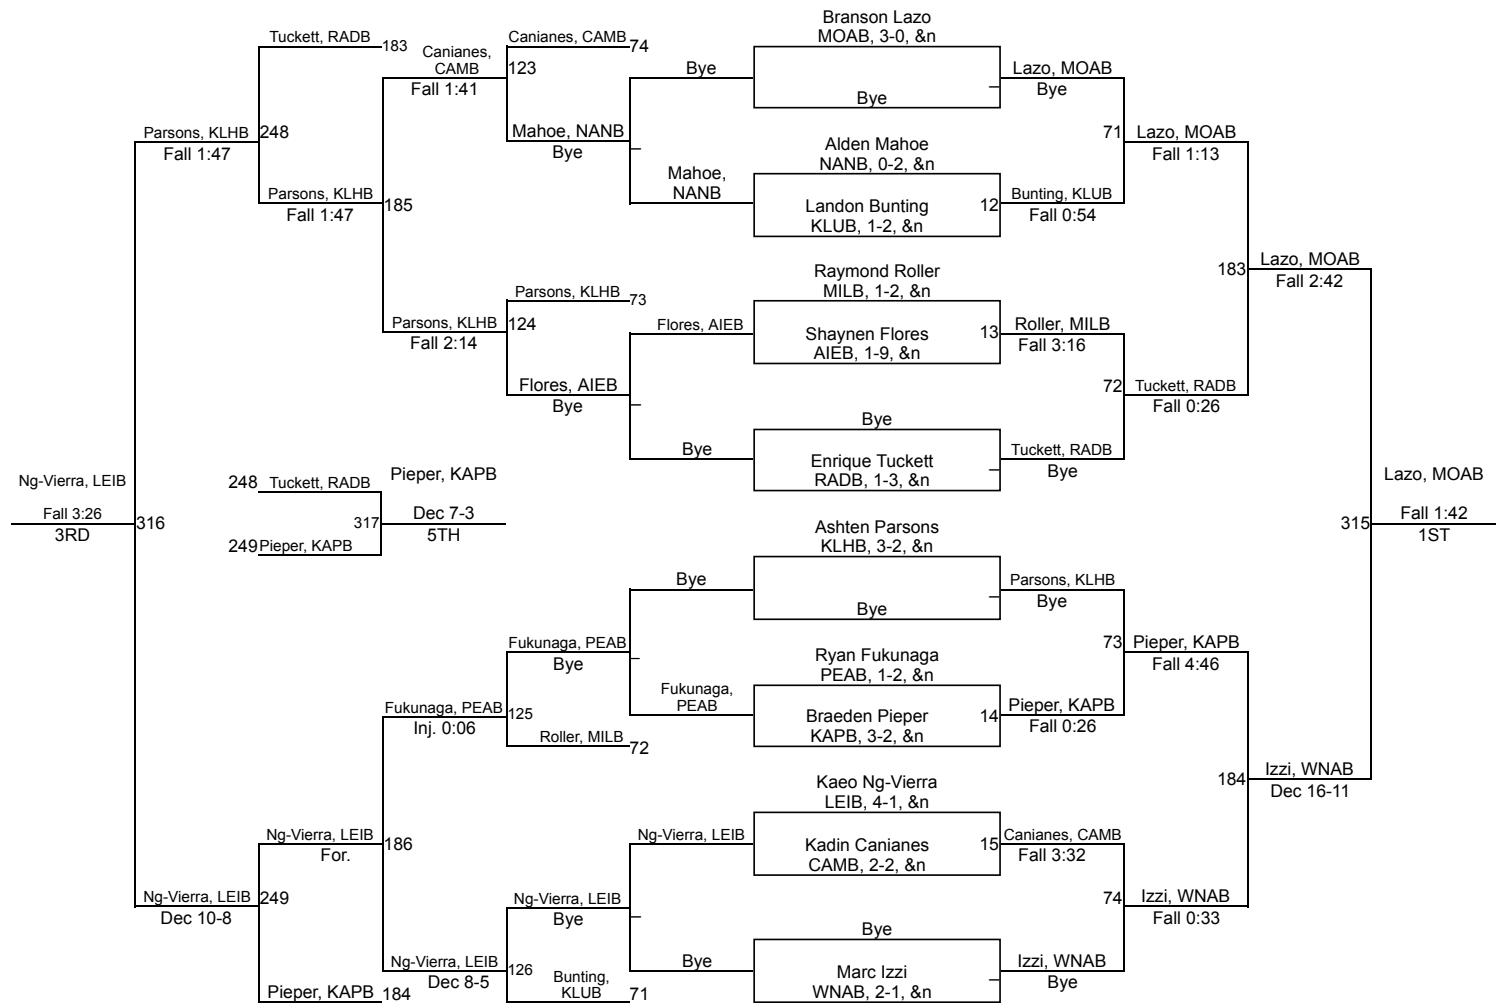 Branson Lazo
MOAB, 3-0, &n
Bye
Alden Mahoe
NANB, 0-2, &n
Landon Bunting
KLUB, 1-2, &n
12
Raymond Roller
MILB, 1-2, &n
Shaynen Flores
AIEB, 1-9, &n
13
Bye
Enrique Tuckett
RADB, 1-3, &n
Ashten Parsons
KLHB, 3-2, &n
Bye
Ryan Fukunaga
PEAB, 1-2, &n
Braeden Pieper
KAPB, 3-2, &n
14
Kaeo Ng-Vierra
LEIB, 4-1, &n
Kadin Canianes
CAMB, 2-2, &n
15
Bye
Marc Izzi
WNAB, 2-1, &n
Lazo, MOAB
Bye
71
Bunting, KLUB
Fall 0:54
Roller, MILB
Fall 3:16
72
Tuckett, RADB
Bye
Parsons, KLHB
Bye
73
Pieper, KAPB
Fall 0:26
Canianes, CAMB
Fall 3:32
74
Izzi, WNAB
Bye
Lazo, MOAB
Fall 1:13
183
Tuckett, RADB
Fall 0:26
Pieper, KAPB
Fall 4:46
184
Izzi, WNAB
Fall 0:33
Lazo, MOAB
Fall 2:42
315
Izzi, WNAB
Dec 16-11
Lazo, MOAB
Fall 1:42
1ST
Bye
Mahoe,
NANB
Flores, AIEB
Bye
Bye
Fukunaga,
PEAB
Ng-Vierra, LEIB
Bye
Canianes, CAMB
74
Mahoe, NANB
Bye
Parsons, KLHB
73
Flores, AIEB
Bye
Fukunaga, PEAB
Bye
Roller, MILB
72
Ng-Vierra, LEIB
Bye
Bunting,
KLUB
71
Canianes,
CAMB
123
Fall 1:41
Parsons, KLHB
124
Fall 2:14
Fukunaga, PEAB
125
Inj. 0:06
Ng-Vierra, LEIB
126
Dec 8-5
Tuckett, RADB
183
Parsons, KLHB
185
Fall 1:47
Ng-Vierra, LEIB
186
For.
Pieper, KAPB
184
Parsons, KLHB
248
Fall 1:47
Ng-Vierra, LEIB
249
Dec 10-8
Ng-Vierra, LEIB
316
Fall 3:26
3RD
248
Tuckett, RADB
249
Pieper, KAPB
317
Pieper, KAPB
Dec 7-3
5TH